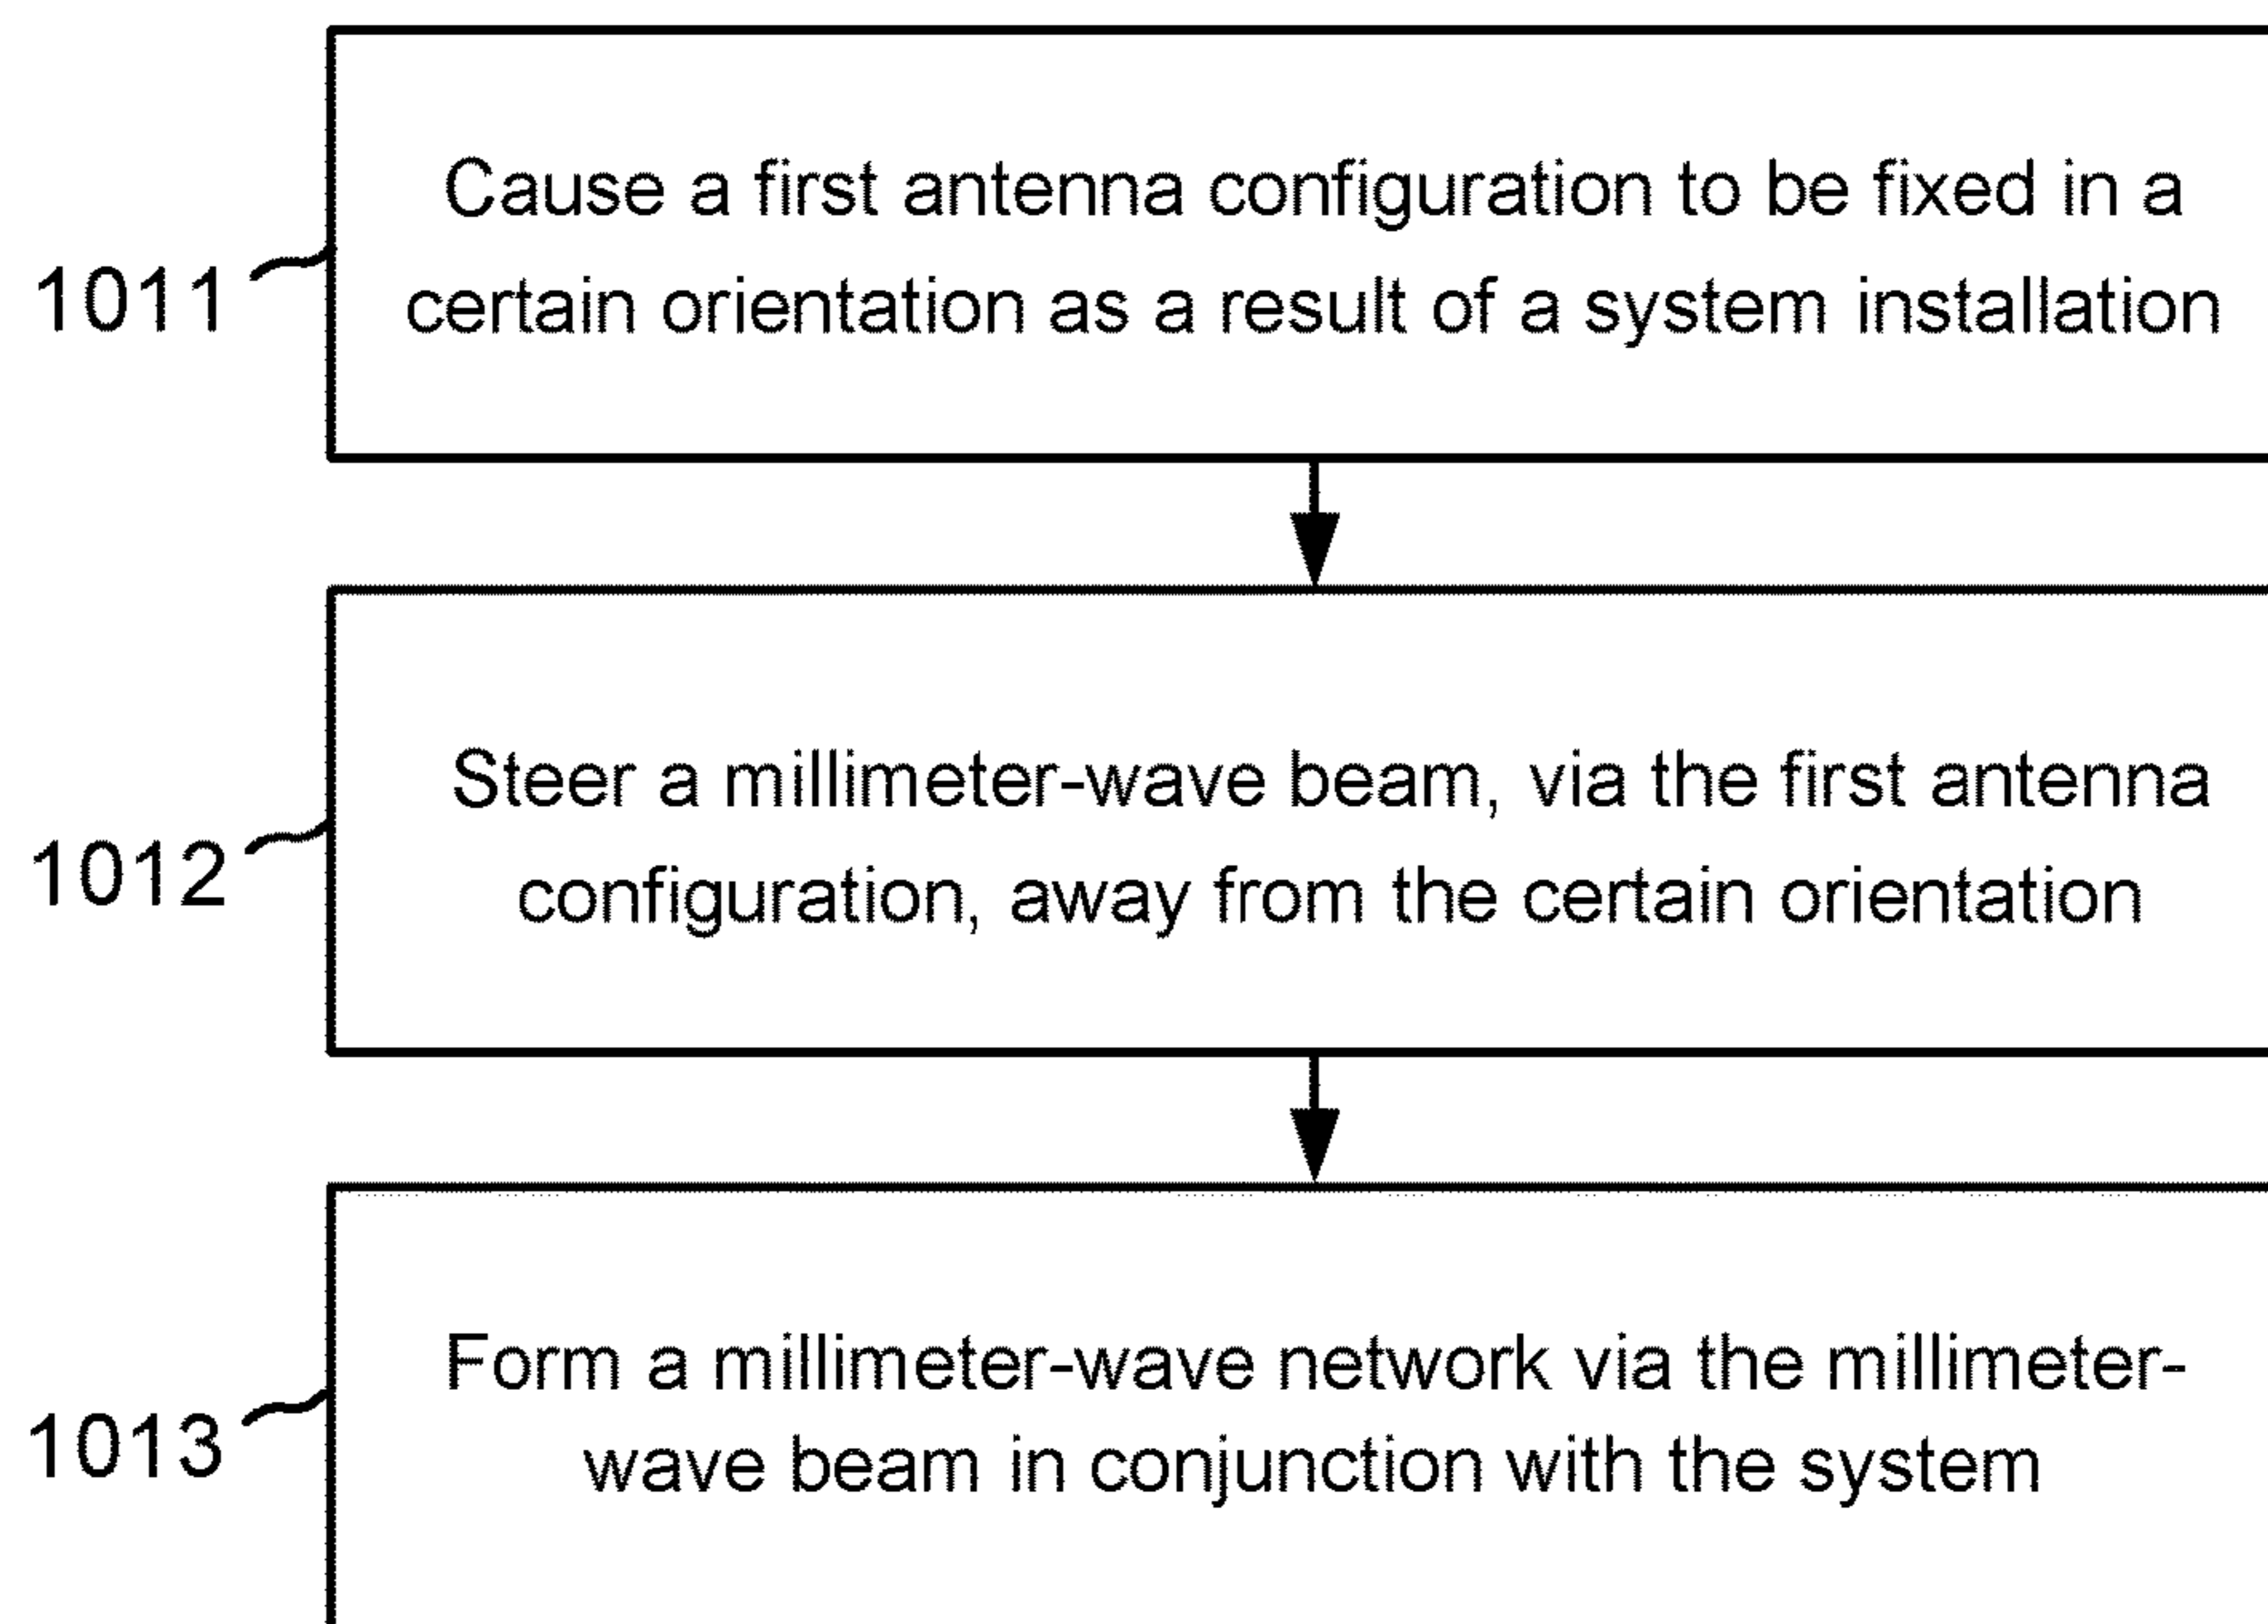 Cause a first antenna configuration to be fixed in a
1011
certain orientation as a result of a system installation
Steer a millimeter-wave beam, via the first antenna
1012
configuration, away from the certain orientation
Form a millimeter-wave network via the millimeter-
1013
wave beam in conjunction with the system